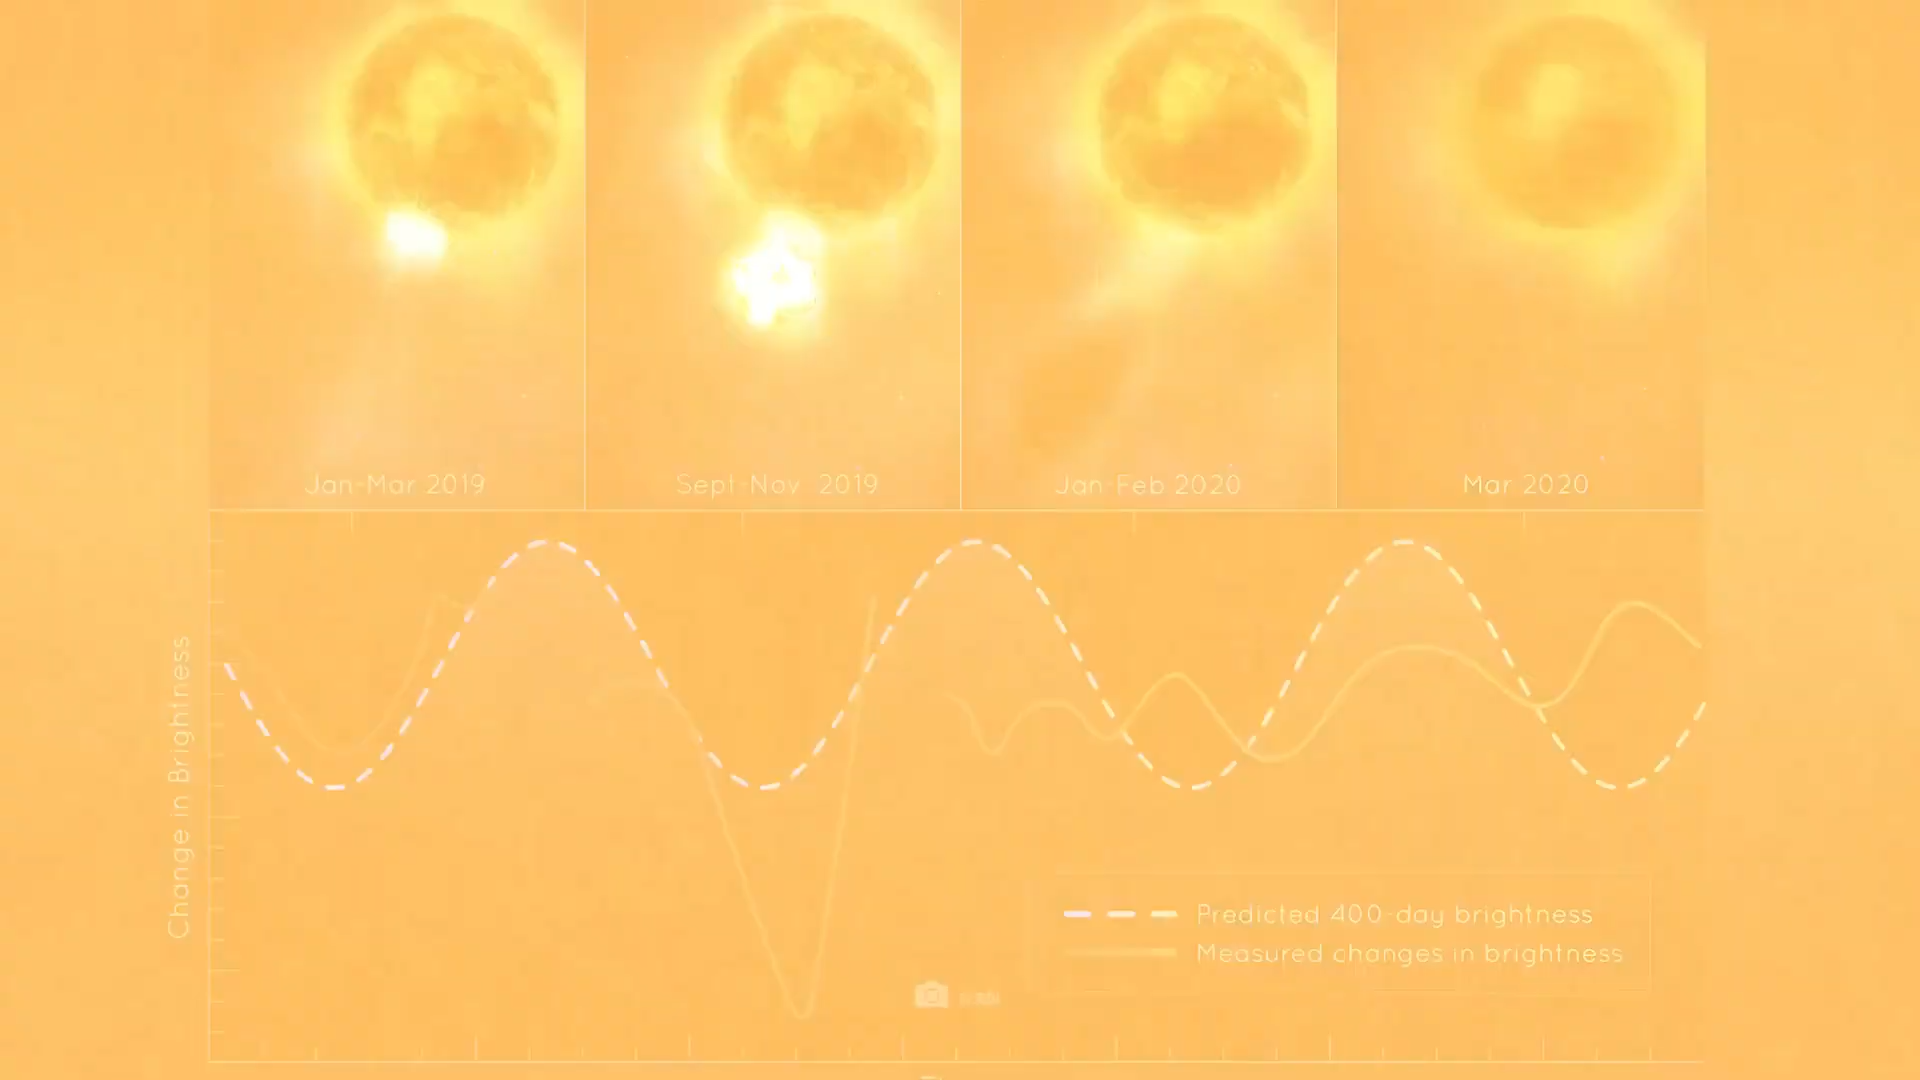 Jan-Mar 2019
Sept-Nov 2019
Jan-Feb 2020
Mar 2020
Change in Brightness
Predicted 400-day brightness
Measured changes in brightness